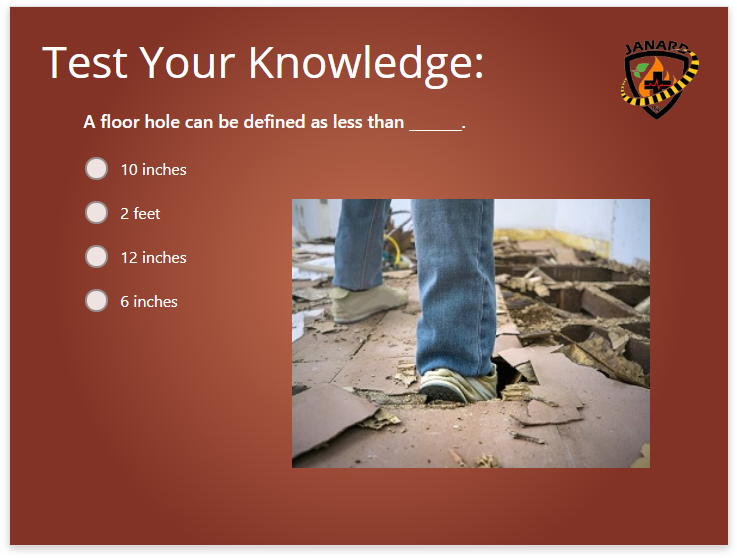 Test Your Knowledge:
JANARD
A floor hole can be defined as less than ______.
10 inches
2 feet
12 inches
6 inches